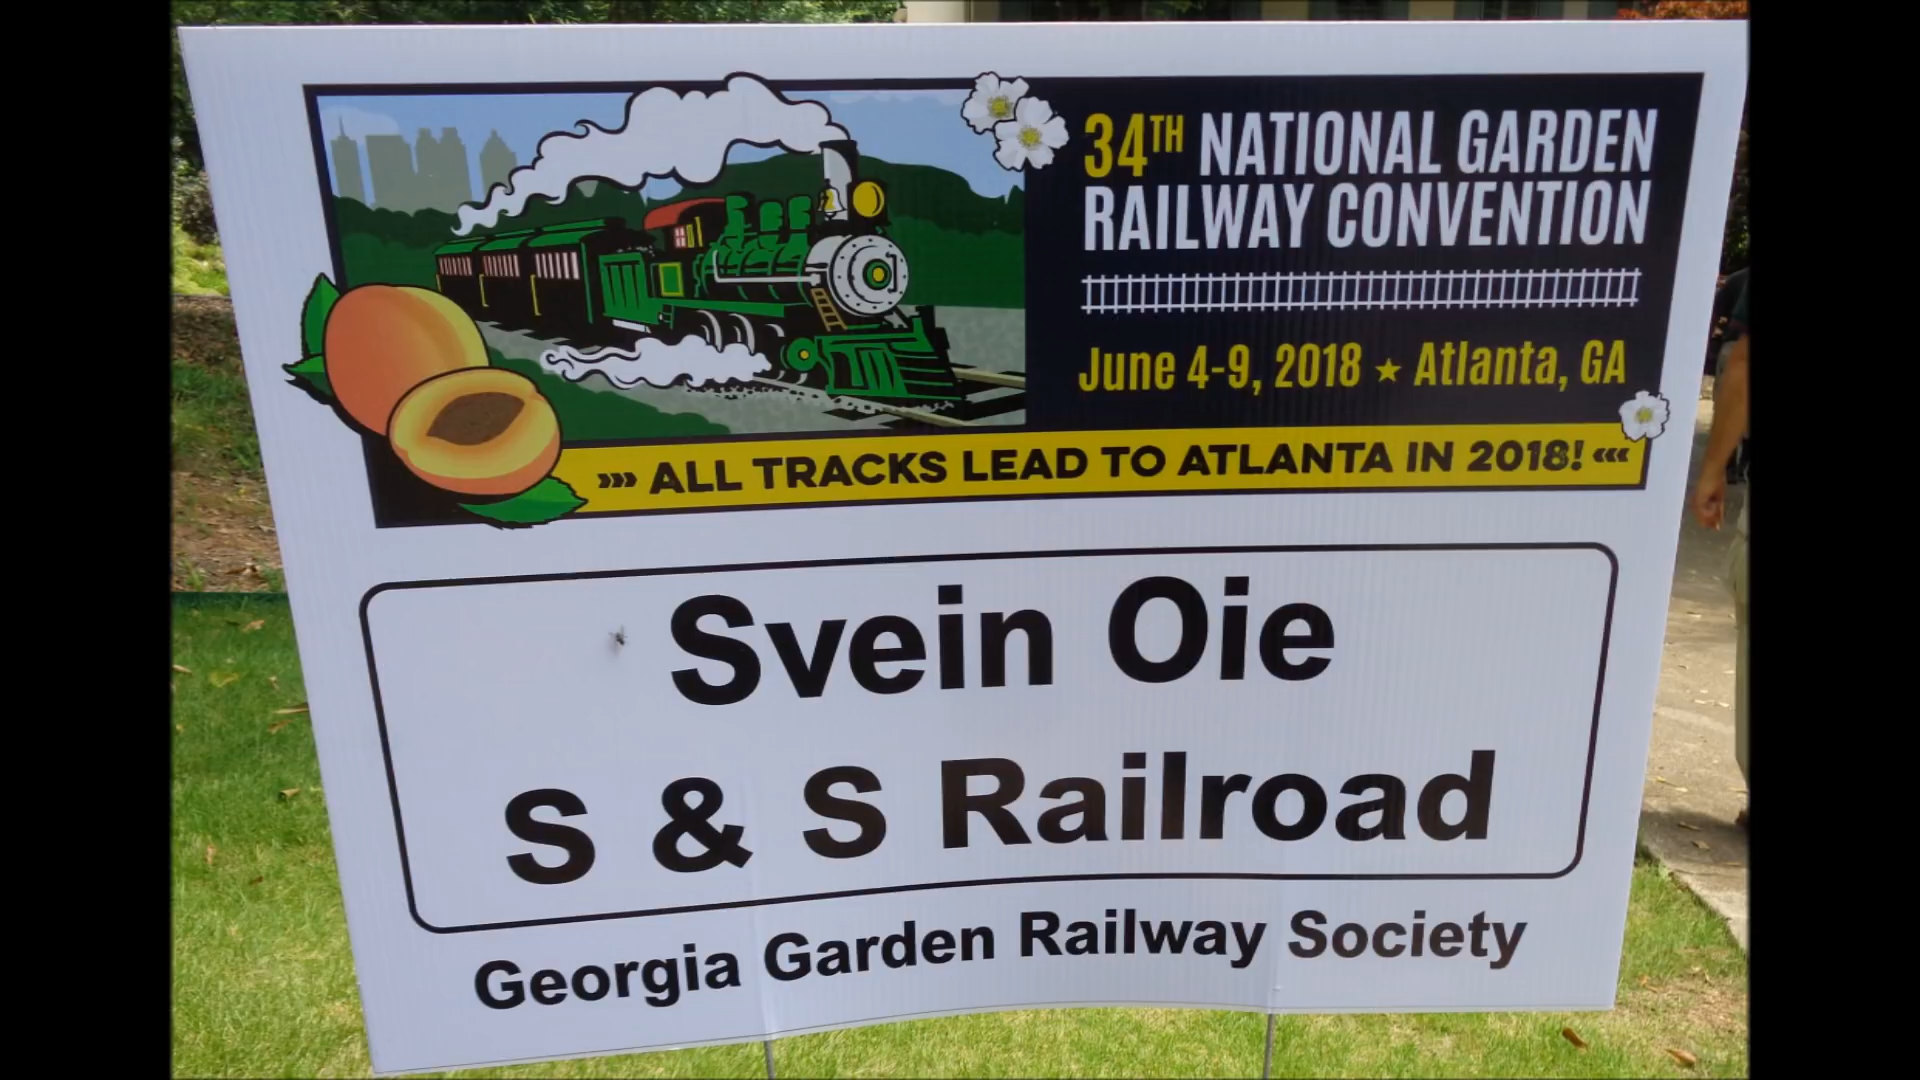 34TH NATIONAL GARDEN
RAILWAY CONVENTION
June 4-9, 2018 ★ Atlanta, GA
»» ALL TRACKS LEAD TO ATLANTA IN 2018! ««
Svein Oie
S & S Railroad
Georgia Garden Railway Society